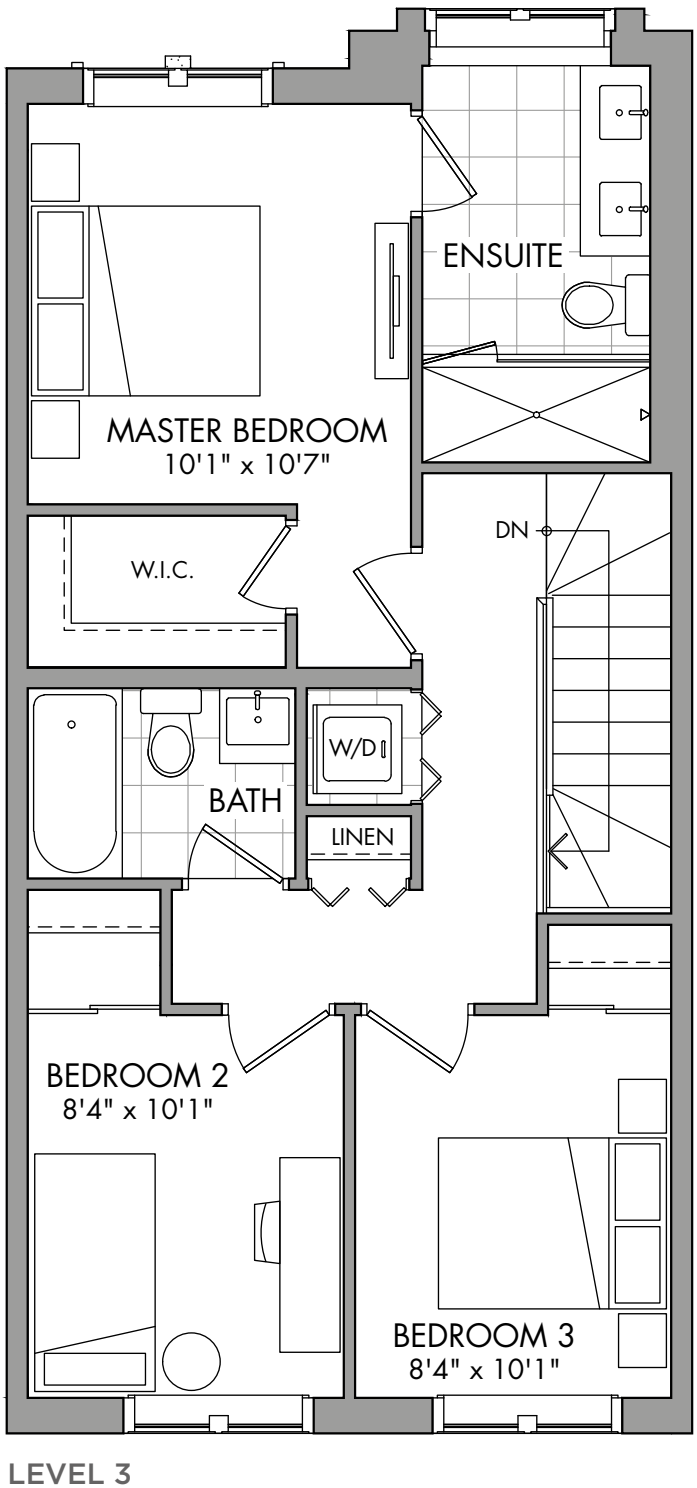 ENSUITE
MASTER BEDROOM
10'1" x 10'7"
DN
W.I.C.
W/D
BATH
LINEN
BEDROOM 2
8'4" x 10'1"
BEDROOM 3
8'4" x 10'1"
LEVEL 3